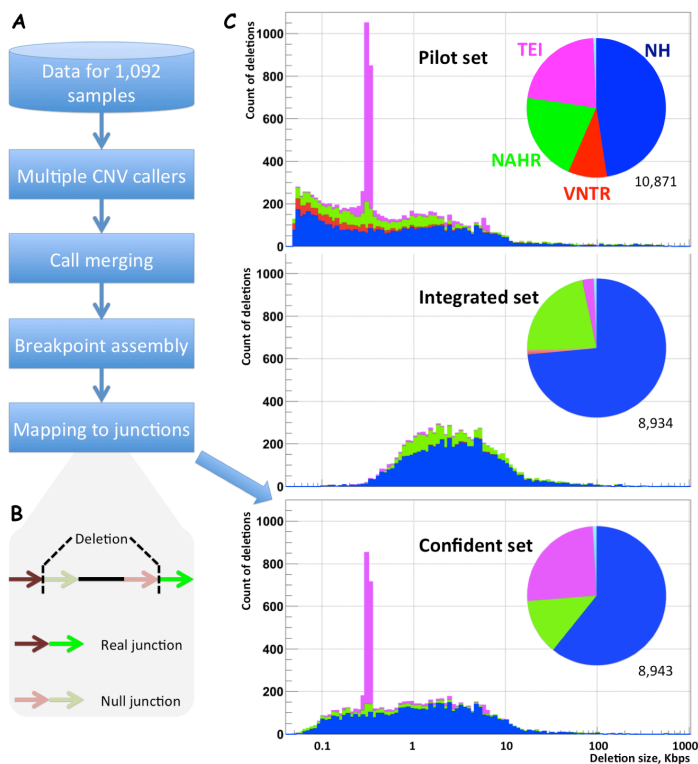 A
Data for 1,092
samples
Multiple CNV callers
Call merging
Breakpoint assembly
Mapping to junctions
B
Deletion
Real junction
Null junction
C
Count of deletions
1000
800
600
400
200
0
Pilot set
TEI
NH
NAHR
VNTR
10,871
Count of deletions
1000
800
600
400
200
0
Integrated set
8,934
Count of deletions
1000
800
600
400
200
0
Confident set
8,943
0.1 1 10 100 1000
Deletion size, Kbps